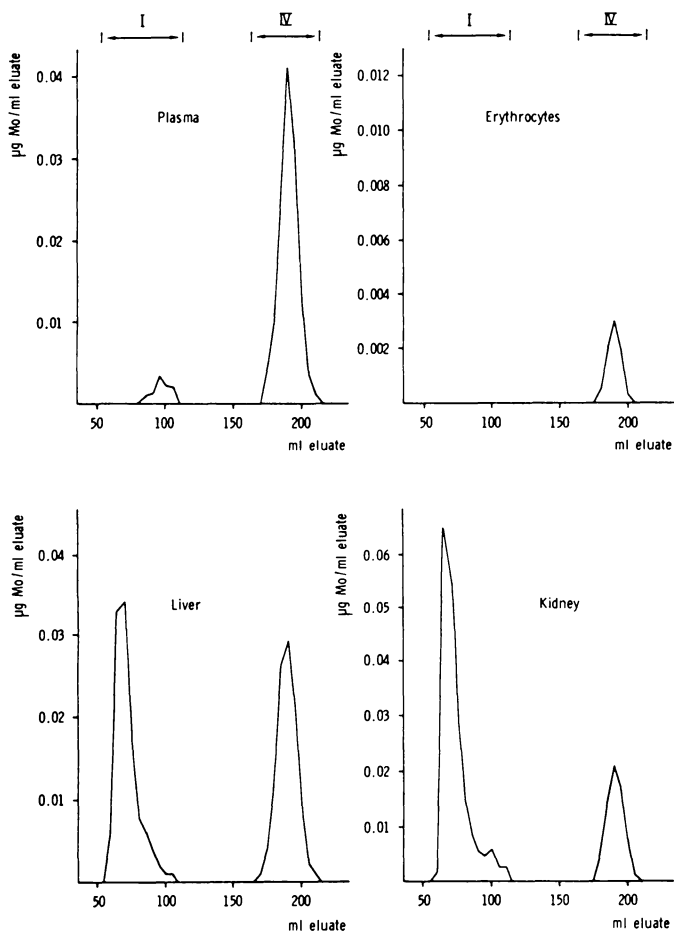 I IV I IV
µg Mo/ml eluate
0.04
0.03
0.02
0.01
Plasma
50 100 150 200
ml eluate
µg Mo/ml eluate
0.012
0.010
0.008
0.006
0.004
0.002
Erythrocytes
50 100 150 200
ml eluate
µg Mo/ml eluate
0.04
0.03
0.02
0.01
Liver
50 100 150 200
ml eluate
µg Mo/ml eluate
0.06
0.05
0.04
0.03
0.02
0.01
Kidney
50 100 150 200
ml eluate